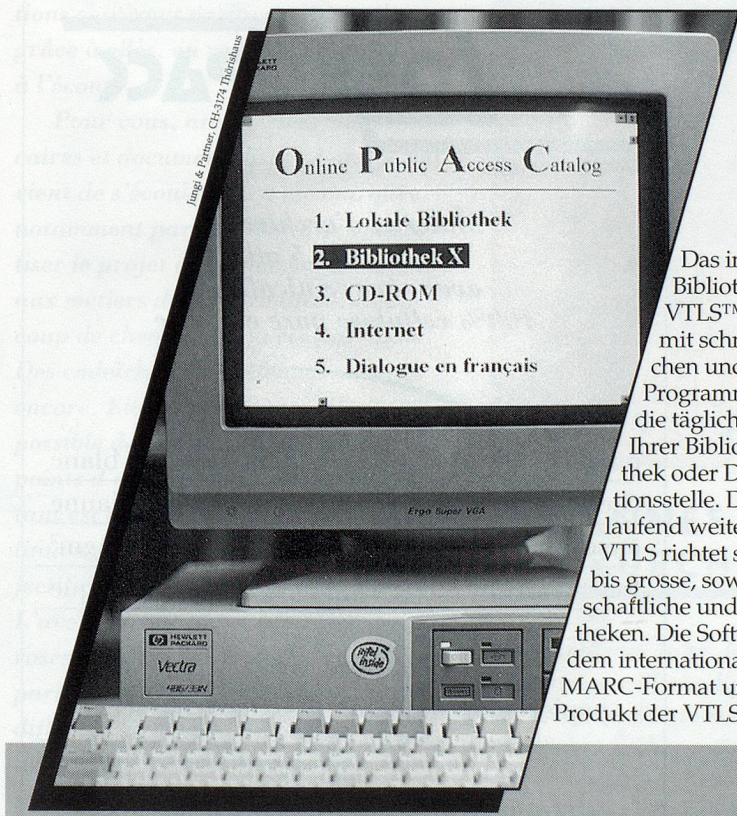 Jungi & Partner, CH-3174 Thörishaus
HEWLETT
PACKARD
Online Public Access Catalog
1. Lokale Bibliothek
2. Bibliothek X
3. CD-ROM
4. Internet
5. Dialogue en français
Ergo Super VGA
HEWLETT
PACKARD
Vectra
486/33N
intel
inside
Das in
Bibliot
VTLS™
mit schn
chen und
Programm
die täglich
Ihrer Biblio
thek oder D
tionsstelle. D
laufend weite
VTLS richtet s
bis grosse, sow
schaftliche und
theken. Die Soft
dem internationa
MARC-Format u
Produkt der VTLS